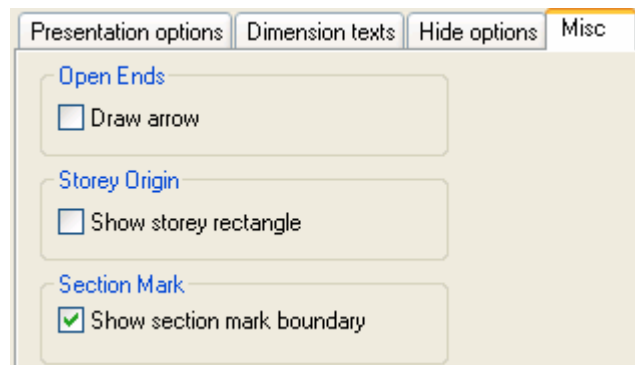 Presentation options Dimension texts Hide options Misc
Open Ends
Draw arrow
Storey Origin
Show storey rectangle
Section Mark
Show section mark boundary